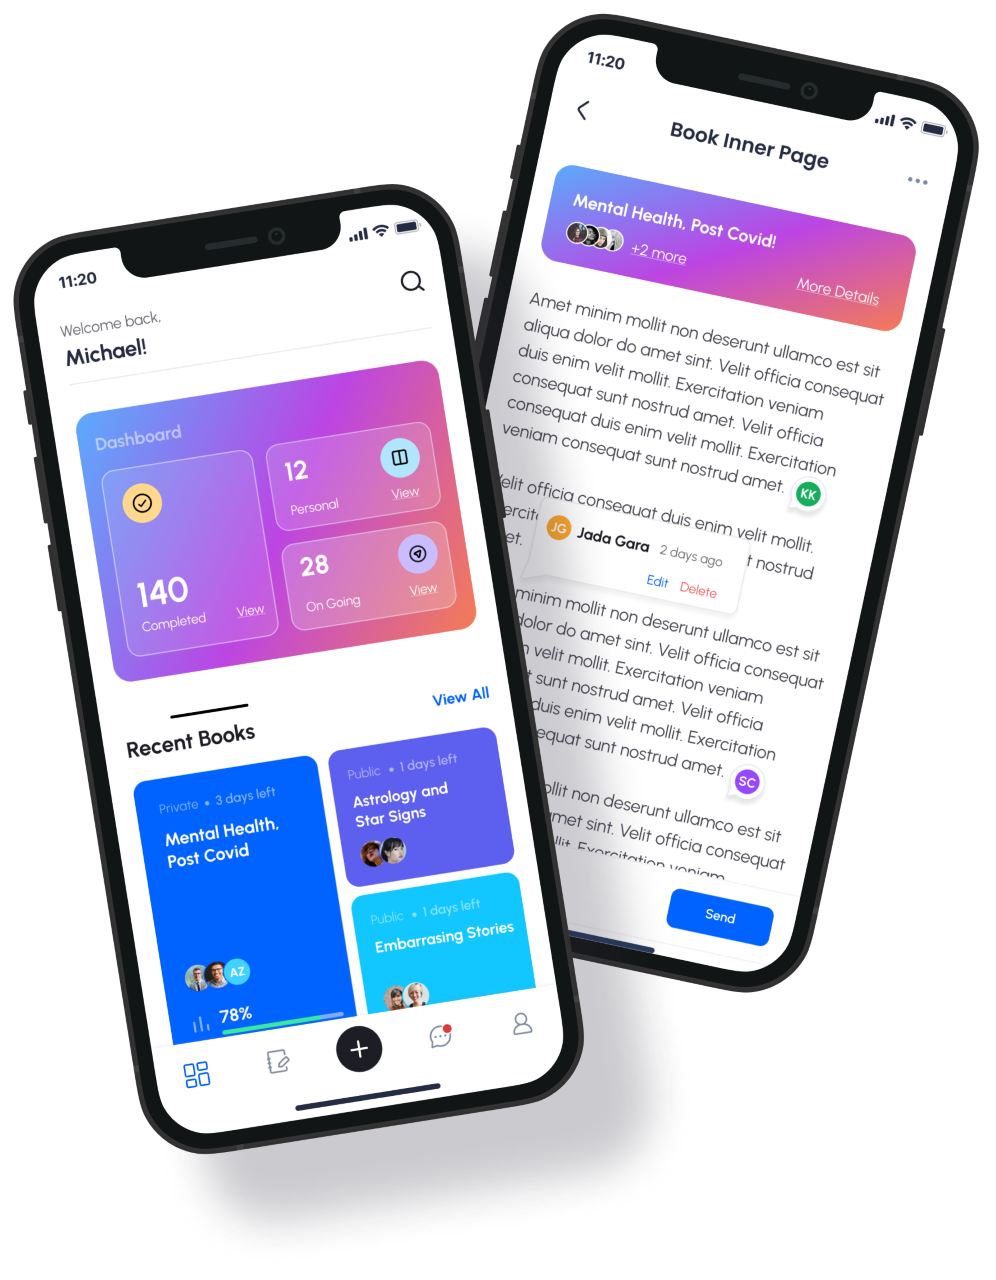 11:20
Welcome back,
Michael!
Dashboard
140
Completed
View
12
Personal
View
28
On Going
View
Recent Books
View All
Private • 3 days left
Mental Health,
Post Covid
AZ
78%
Public • 1 days left
Astrology and
Star Signs
Public • 1 days left
Embarrasing Stories
11:20
Book Inner Page
Mental Health, Post Covid!
+2 more
More Details
Amet minim mollit non deserunt ullamco est sit
aliqua dolor do amet sint. Velit officia consequat
duis enim velit mollit. Exercitation veniam
consequat sunt nostrud amet. Velit officia
consequat duis enim velit mollit. Exercitation
veniam consequat sunt nostrud amet.
KK
officia conseauat duis enim velit mollit.
nostrud
JG
Jada Gara 2 days ago
Edit Delete
minim mollit non deserunt ullamco est sit
dolor do amet sint. Velit officia consequat
velit mollit. Exercitation veniam
sunt nostrud amet. Velit officia
duis enim velit mollit. Exercitation
sunt nostrud amet.
SC
non deserunt ullamco est sit
amet sint. Velit officia consequat
Exercitation veniam
Send